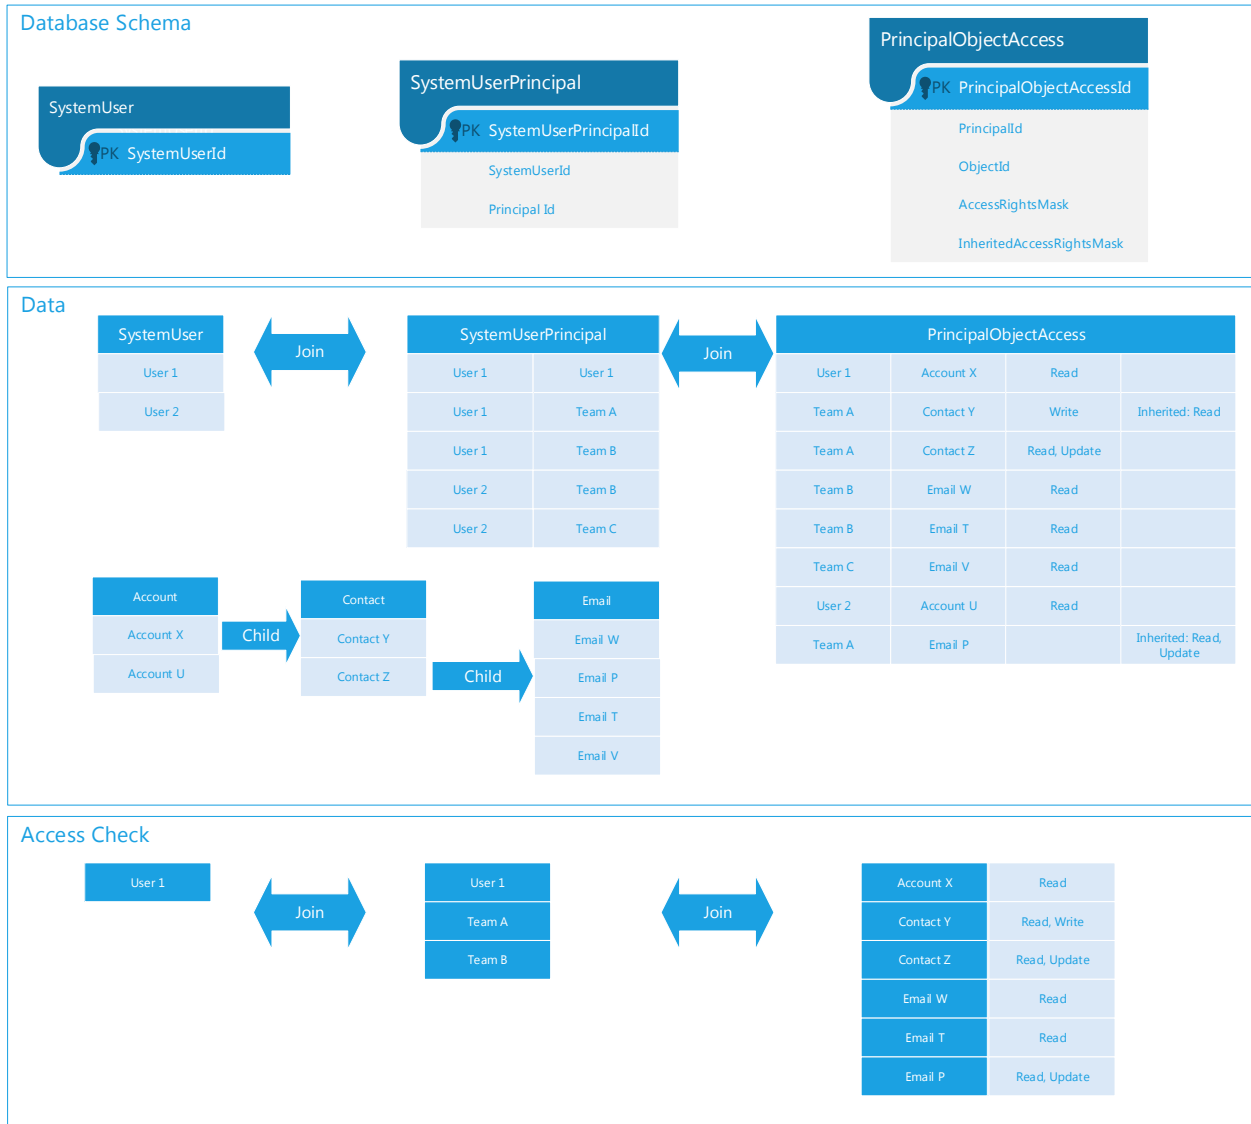 Database Schema
SystemUser
PK SystemUserId
SystemUserPrincipal
PK SystemUserPrincipalId
SystemUserId
Principal Id
PrincipalObjectAccess
PK PrincipalObjectAccessId
PrincipalId
ObjectId
AccessRightsMask
InheritedAccessRightsMask
Data
SystemUser
User 1
User 2
Join
SystemUserPrincipal
User 1 User 1
User 1 Team A
User 1 Team B
User 2 Team B
User 2 Team C
Join
PrincipalObjectAccess
User 1 Account X Read
Team A Contact Y Write Inherited: Read
Team A Contact Z Read, Update
Team B Email W Read
Team B Email T Read
Team C Email V Read
User 2 Account U Read
Team A Email P Inherited: Read,
Update
Account
Account X
Account U
Child
Contact
Contact Y
Contact Z
Child
Email
Email W
Email P
Email T
Email V
Access Check
User 1
Join
User 1
Team A
Team B
Join
Account X Read
Contact Y Read, Write
Contact Z Read, Update
Email W Read
Email T Read
Email P Read, Update